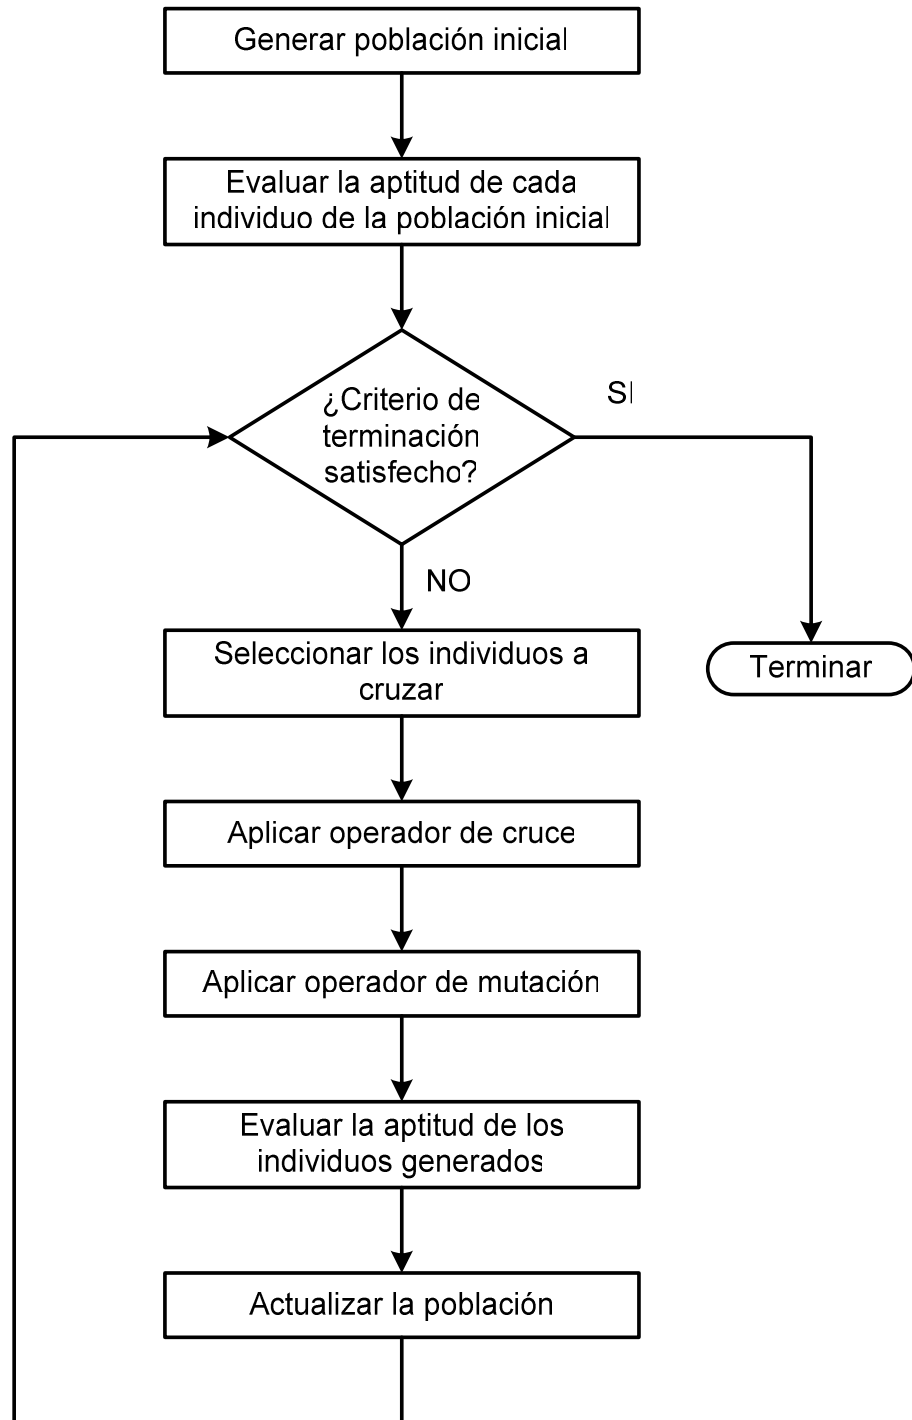 Generar población inicial
Evaluar la aptitud de cada
individuo de la población inicial
¿Criterio de
terminación
satisfecho?
SI
NO
Seleccionar los individuos a
cruzar
Terminar
Aplicar operador de cruce
Aplicar operador de mutación
Evaluar la aptitud de los
individuos generados
Actualizar la población